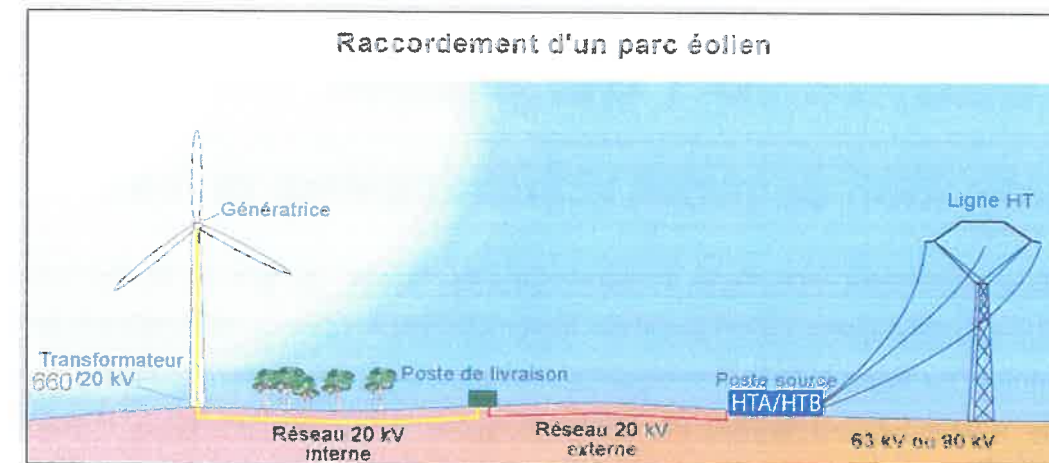 Raccordement d'un parc éolien
Génératrice
Ligne HT
Transformateur
660/20 kV
Poste de livraison
Poste source
HTA/HTB
Réseau 20 kV
interne
Réseau 20 kV
externe
63 kV ou 90 kV